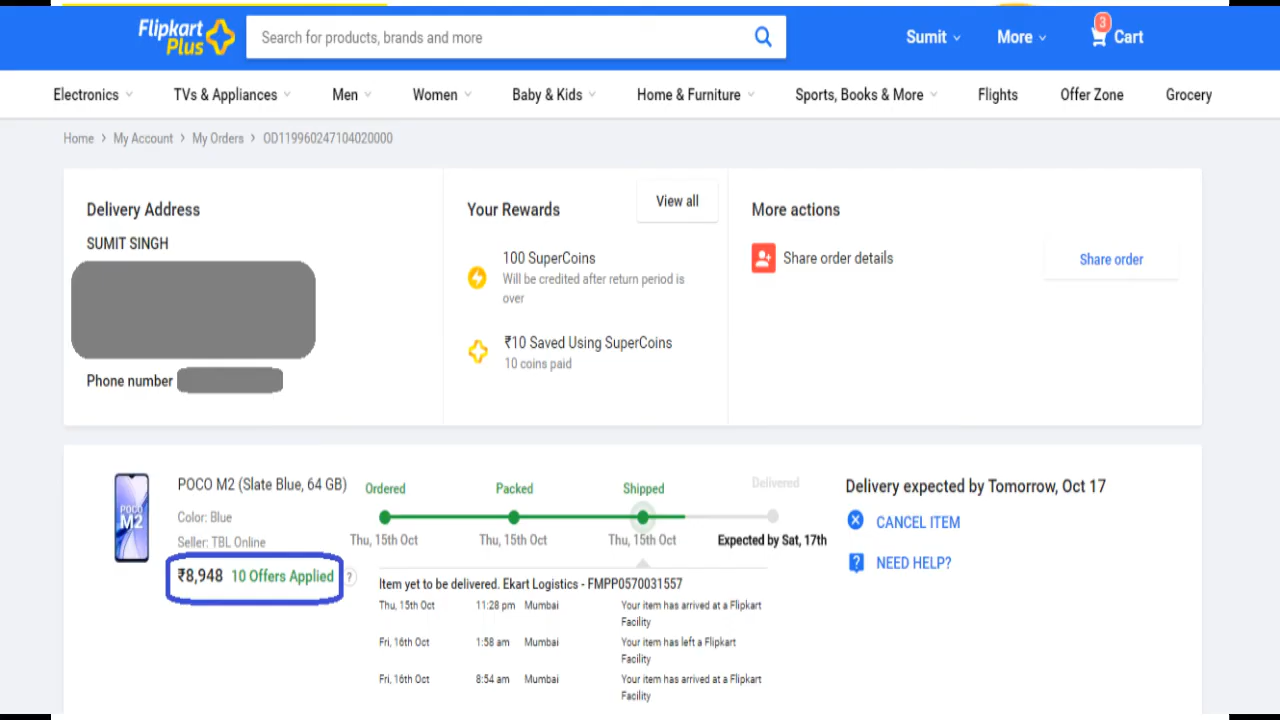 Flipkart
Plus
Search for products, brands and more
Sumit
More
3
Cart
Electronics
TVs & Appliances
Men
Women
Baby & Kids
Home & Furniture
Sports, Books & More
Flights
Offer Zone
Grocery
Home > My Account > My Orders > OD119960247104020000
Delivery Address
SUMIT SINGH
Phone number
Your Rewards
View all
100 SuperCoins
Will be credited after return period is
over
₹10 Saved Using SuperCoins
10 coins paid
More actions
Share order details
Share order
POCO
M2
POCO M2 (Slate Blue, 64 GB)
Color: Blue
Seller: TBL Online
₹8,948 10 Offers Applied ?
Ordered
Packed
Shipped
Delivered
Thu, 15th Oct
Thu, 15th Oct
Thu, 15th Oct
Expected by Sat, 17th
Item yet to be delivered. Ekart Logistics - FMPP0570031557
Thu, 15th Oct 11:28 pm Mumbai Your item has arrived at a Flipkart
Facility
Fri, 16th Oct 1:58 am Mumbai Your item has left a Flipkart
Facility
Fri, 16th Oct 8:54 am Mumbai Your item has arrived at a Flipkart
Facility
Delivery expected by Tomorrow, Oct 17
CANCEL ITEM
? NEED HELP?